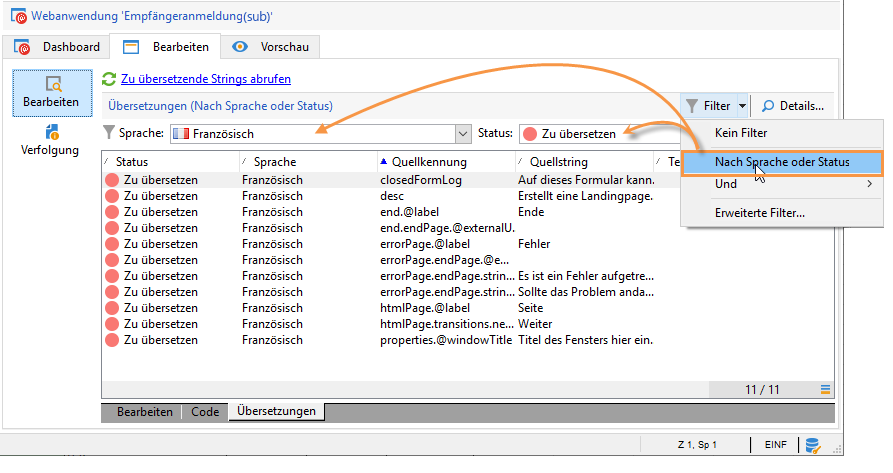 Webanwendung 'Empfängeranmeldung(sub)'
Dashboard Bearbeiten Vorschau
Bearbeiten
Verfolgung
Zu übersetzende Strings abrufen
Übersetzungen (Nach Sprache oder Status) Filter Details...
Sprache: Französisch Status: Zu übersetzen
Kein Filter
Nach Sprache oder Status
Und
Erweiterte Filter...
Status Sprache Quellkennung Quellstring Te
Zu übersetzen Französisch closedFormLog Auf dieses Formular kann.
Zu übersetzen Französisch desc Erstellt eine Landingpage.
Zu übersetzen Französisch end.@label Ende
Zu übersetzen Französisch end.endPage.@externalU.
Zu übersetzen Französisch errorPage.@label Fehler
Zu übersetzen Französisch errorPage.endPage.@e...
Zu übersetzen Französisch errorPage.endPage.strin... Es ist ein Fehler aufgetre...
Zu übersetzen Französisch errorPage.endPage.strin... Sollte das Problem anda...
Zu übersetzen Französisch htmlPage.@label Seite
Zu übersetzen Französisch htmlPage.transitions.ne... Weiter
Zu übersetzen Französisch properties.@windowTitle Titel des Fensters hier ein.
11 / 11
Bearbeiten Code Übersetzungen
Z 1, Sp 1 EINF